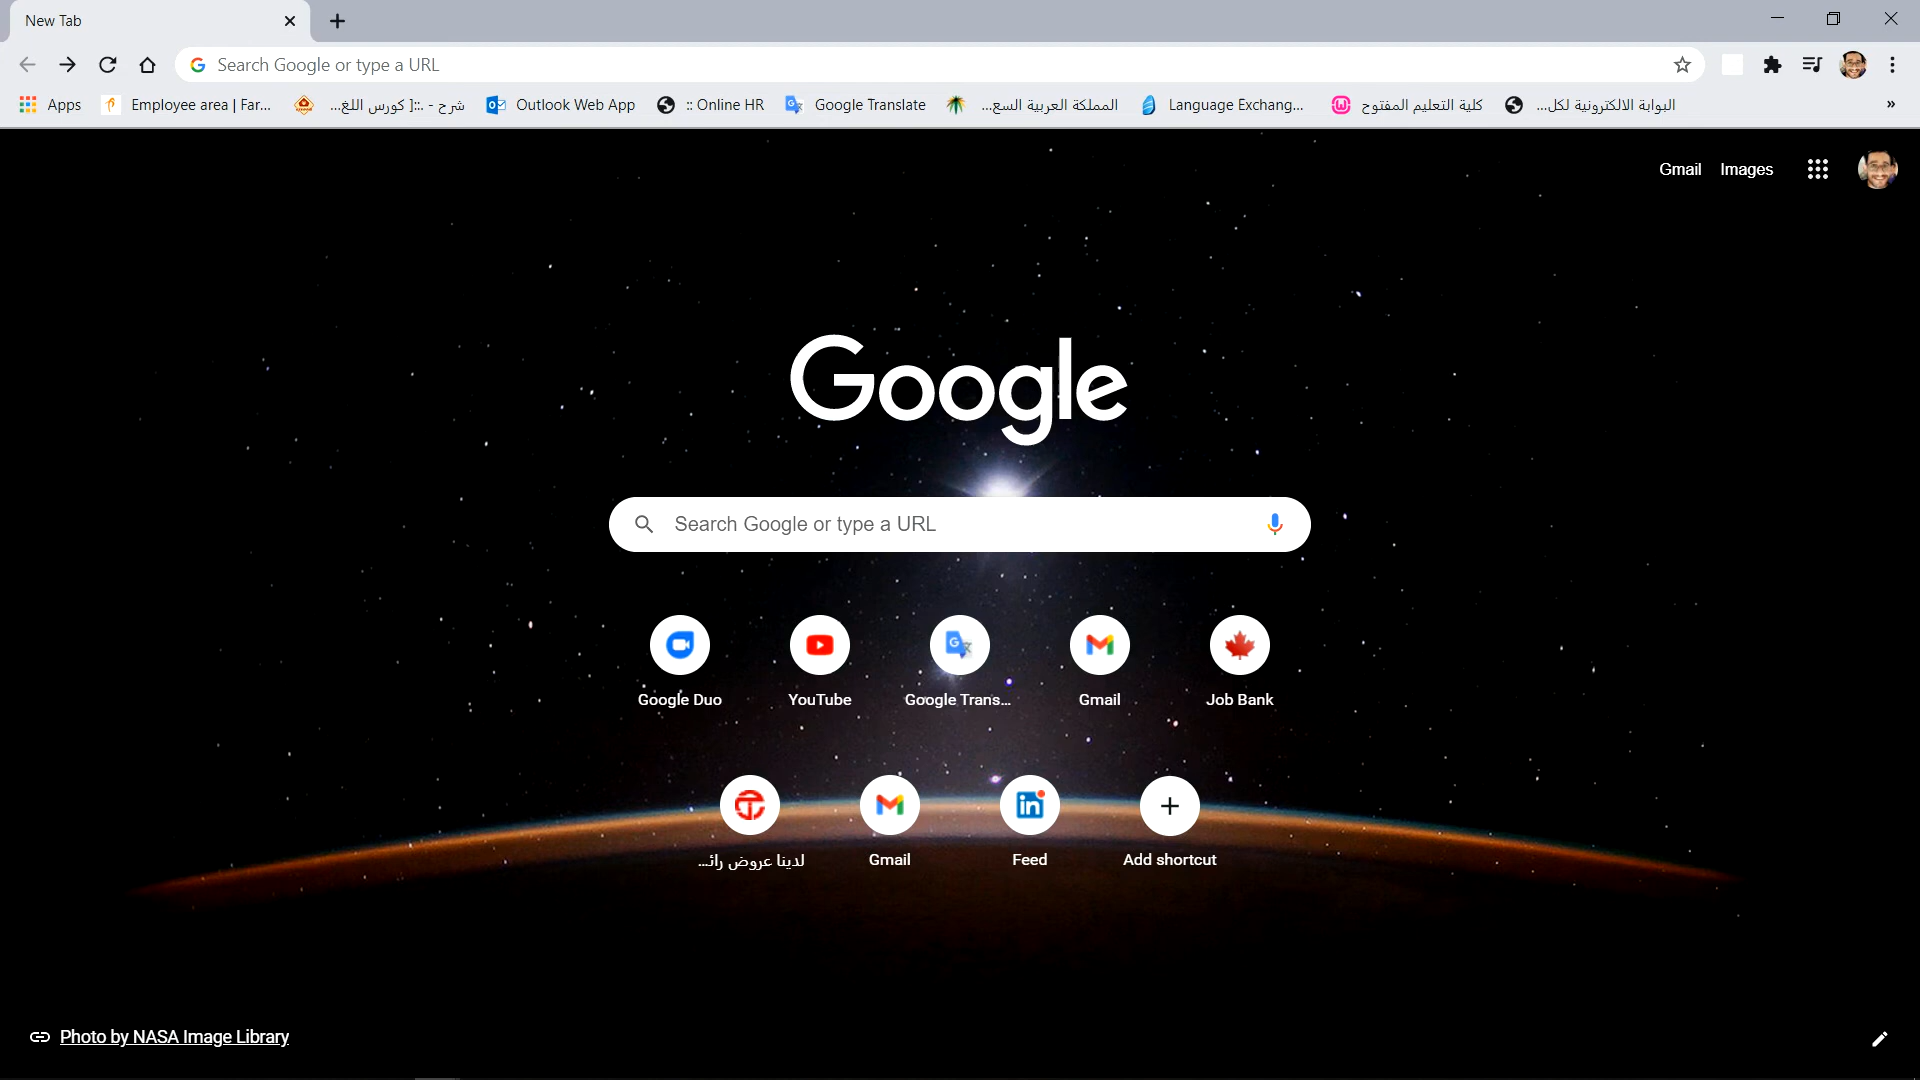 New Tab
Search Google or type a URL
Apps
Employee area | Far...
شرح - .::[ كورس اللغ...
Outlook Web App
:: Online HR
Google Translate
المملكة العربية السع...
Language Exchang...
كلية التعليم المفتوح
البوابة الالكترونية لكل...
»
Gmail Images
Google
Search Google or type a URL
Google Duo
YouTube
Google Trans...
Gmail
Job Bank
لدينا عروض رائ...
Gmail
Feed
Add shortcut
Photo by NASA Image Library